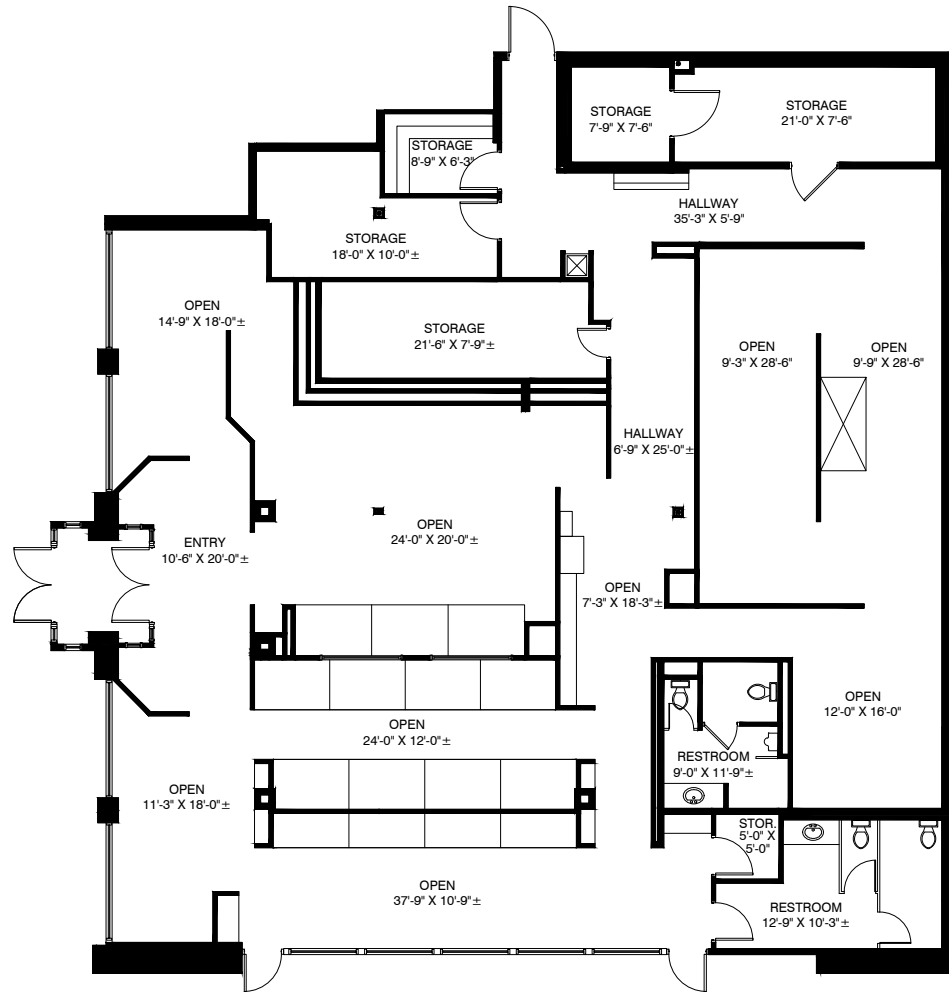 STORAGE
7'-9" X 7'-6"
STORAGE
21'-0" X 7'-6"
STORAGE
8'-9" X 6'-3"
HALLWAY
35'-3" X 5'-9"
STORAGE
18'-0" X 10'-0"±
OPEN
14'-9" X 18'-0"±
STORAGE
21'-6" X 7'-9"±
OPEN
9'-3" X 28'-6"
OPEN
9'-9" X 28'-6"
HALLWAY
6'-9" X 25'-0"±
OPEN
24'-0" X 20'-0"±
ENTRY
10'-6" X 20'-0"±
OPEN
7'-3" X 18'-3"±
OPEN
12'-0" X 16'-0"
OPEN
24'-0" X 12'-0"±
RESTROOM
9'-0" X 11'-9"±
OPEN
11'-3" X 18'-0"±
STOR.
5'-0" X
5'-0"
OPEN
37'-9" X 10'-9"±
RESTROOM
12'-9" X 10'-3"±